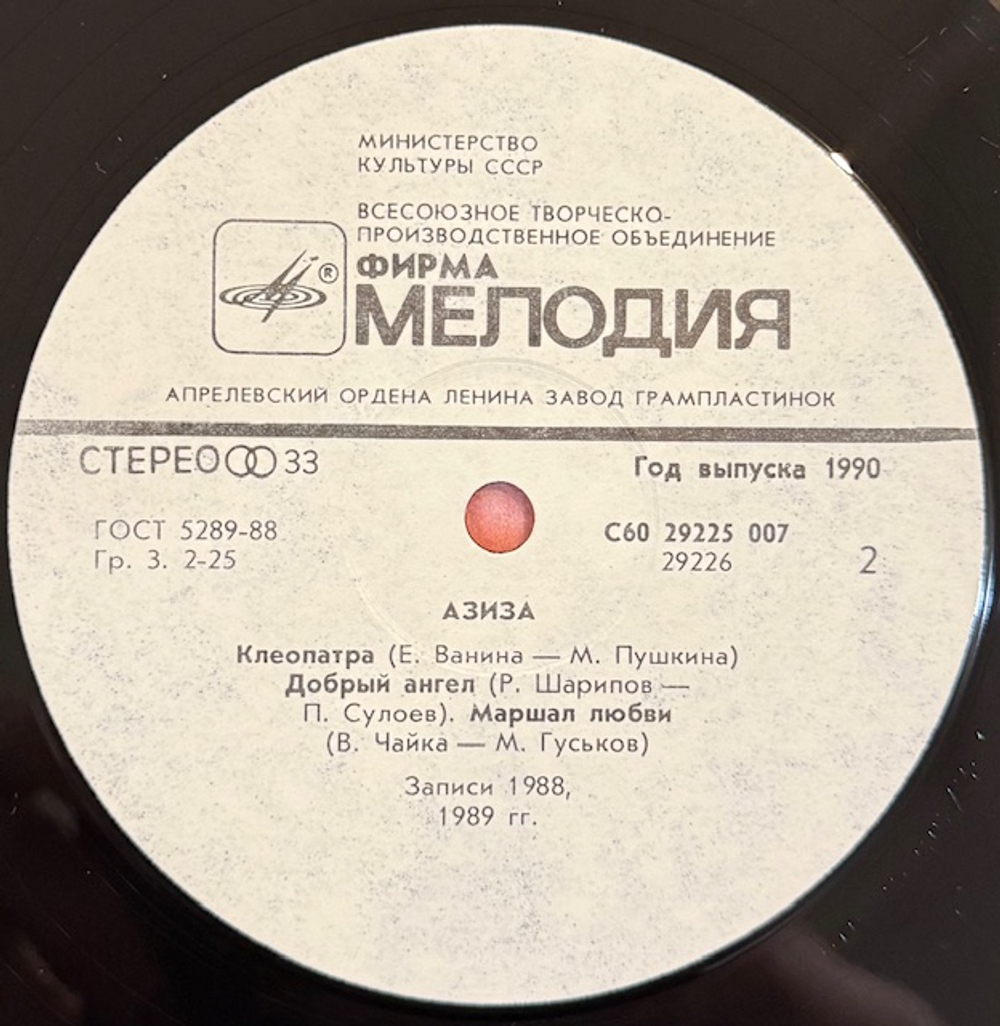 МИНИСТЕРСТВО
КУЛЬТУРЫ СССР
ВСЕСОЮЗНОЕ ТВОРЧЕСКО-
ПРОИЗВОДСТВЕННОЕ ОБЪЕДИНЕНИЕ
ФИРМА
®
МЕЛОДИЯ
АПРЕЛЕВСКИЙ ОРДЕНА ЛЕНИНА ЗАВОД ГРАМПЛАСТИНОК
СТЕРЕО 33
Год выпуска 1990
ГОСТ 5289-88
Гр. 3. 2-25
С60 29225 007
29226
2
АЗИЗА
Клеопатра (Е. Ванина — М. Пушкина)
Добрый ангел (Р. Шарипов —
П. Сулоев). Маршал любви
(В. Чайка — М. Гуськов)
Записи 1988,
1989 гг.